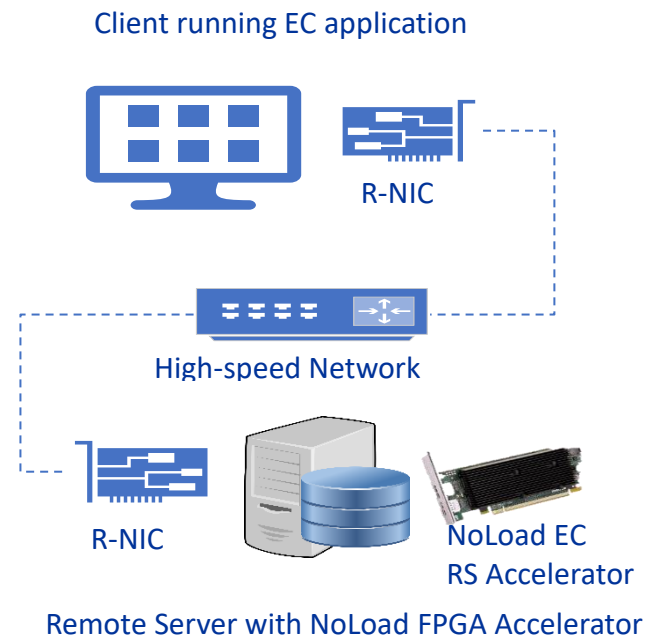 Client running EC application
R-NIC
High-speed Network
R-NIC
NoLoad EC
RS Accelerator
Remote Server with NoLoad FPGA Accelerator